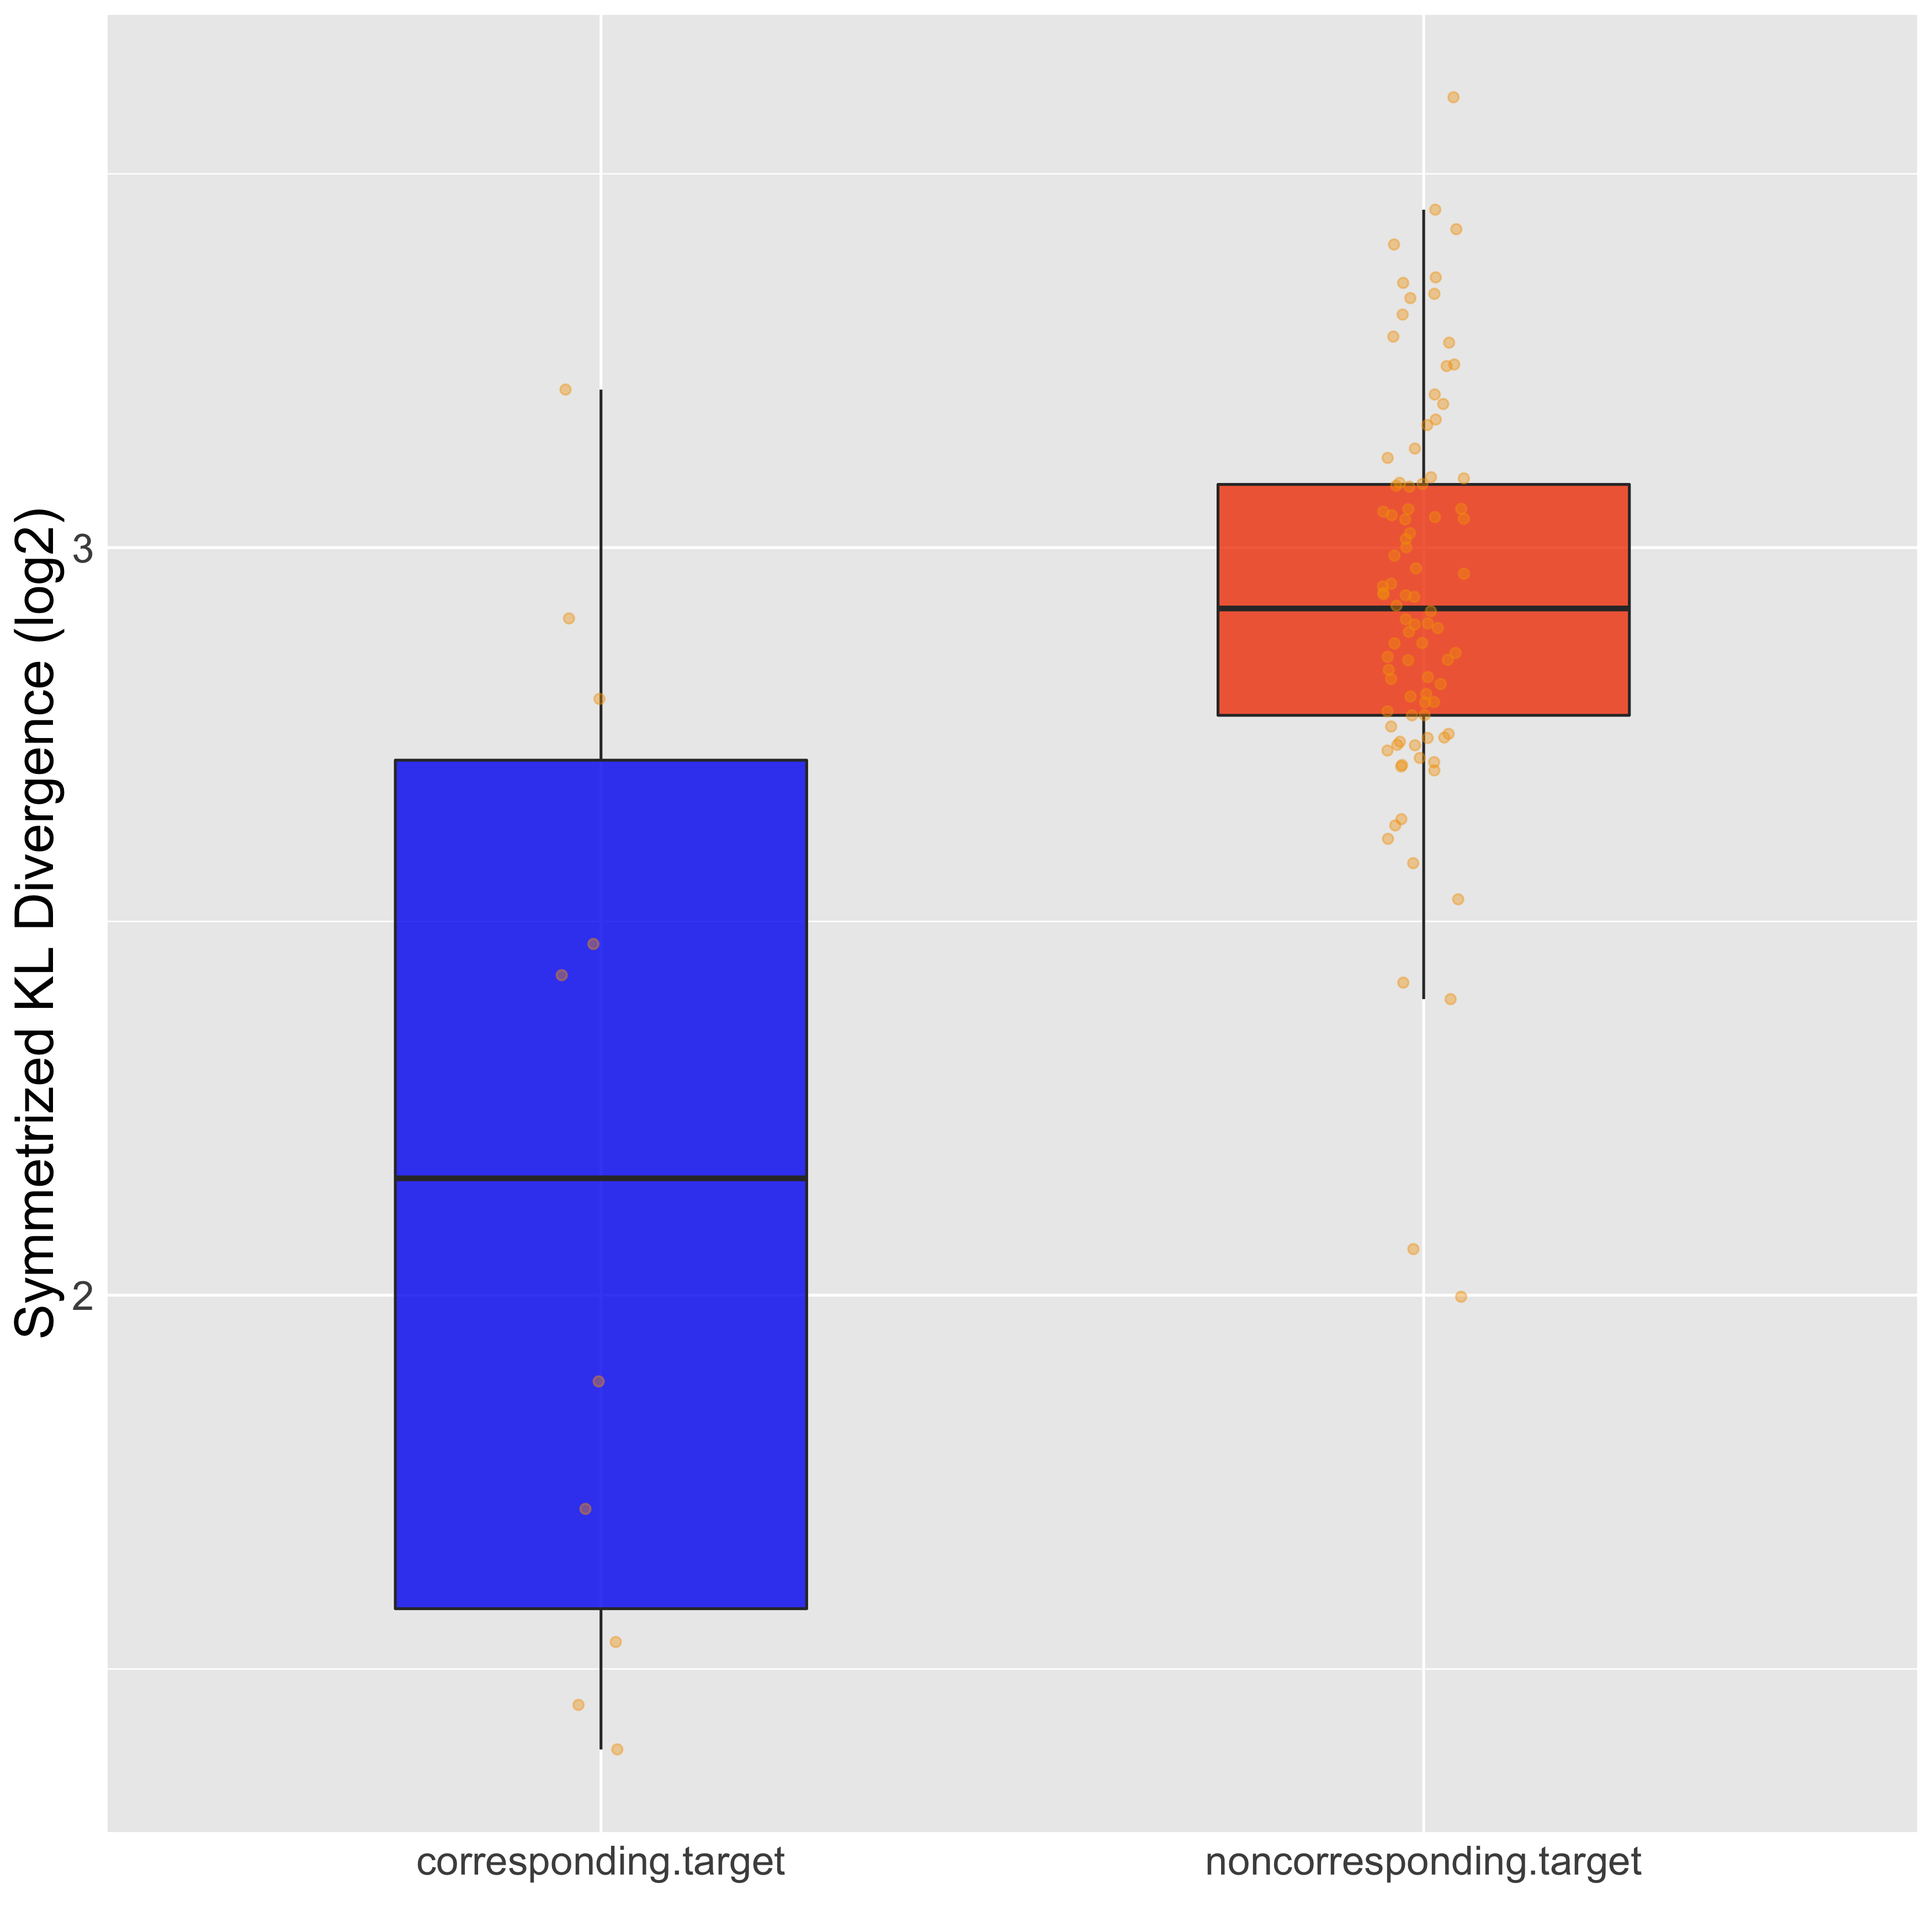 Symmetrized KL Divergence (log2)
3
2
corresponding.target
noncorresponding.target